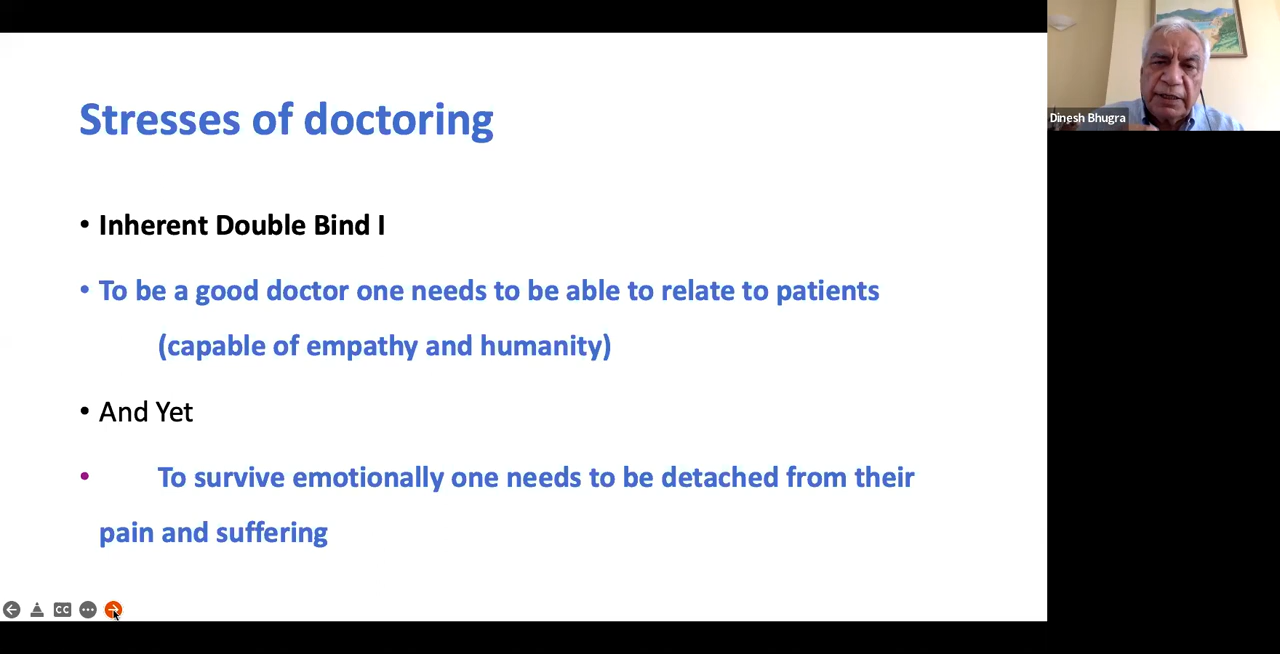 Stresses of doctoring
• Inherent Double Bind I
• To be a good doctor one needs to be able to relate to patients
(capable of empathy and humanity)
• And Yet
• To survive emotionally one needs to be detached from their
pain and suffering
CC
Dinesh Bhugra